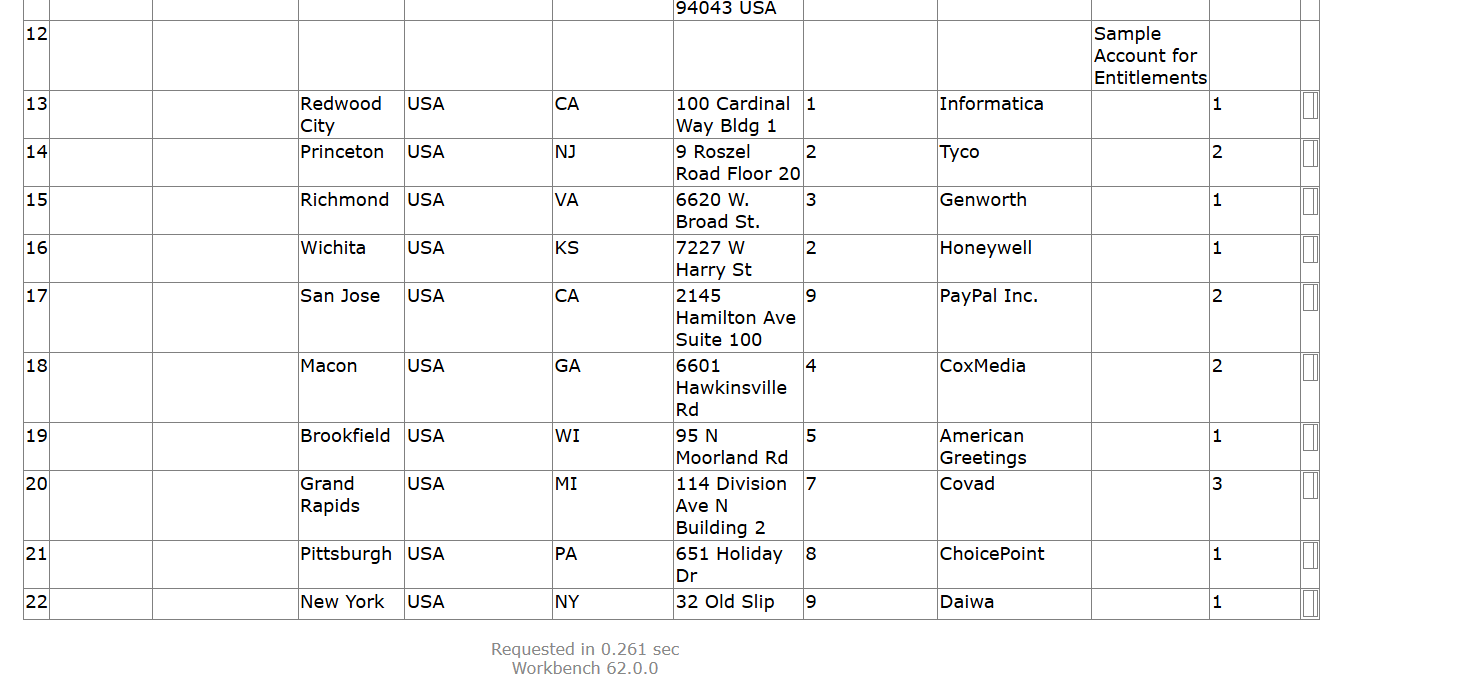 94043 USA
12 Sample
Account for
Entitlements
13 Redwood USA CA 100 Cardinal 1 Informatica 1
City Way Bldg 1
14 Princeton USA NJ 9 Roszel 2 Tyco 2
Road Floor 20
15 Richmond USA VA 6620 W. 3 Genworth 1
Broad St.
16 Wichita USA KS 7227 W 2 Honeywell 1
Harry St
17 San Jose USA CA 2145 9 PayPal Inc. 2
Hamilton Ave
Suite 100
18 Macon USA GA 6601 4 CoxMedia 2
Hawkinsville
Rd
19 Brookfield USA WI 95 N 5 American 1
Moorland Rd Greetings
20 Grand USA MI 114 Division 7 Covad 3
Rapids Ave N
Building 2
21 Pittsburgh USA PA 651 Holiday 8 ChoicePoint 1
Dr
22 New York USA NY 32 Old Slip 9 Daiwa 1
Requested in 0.261 sec
Workbench 62.0.0